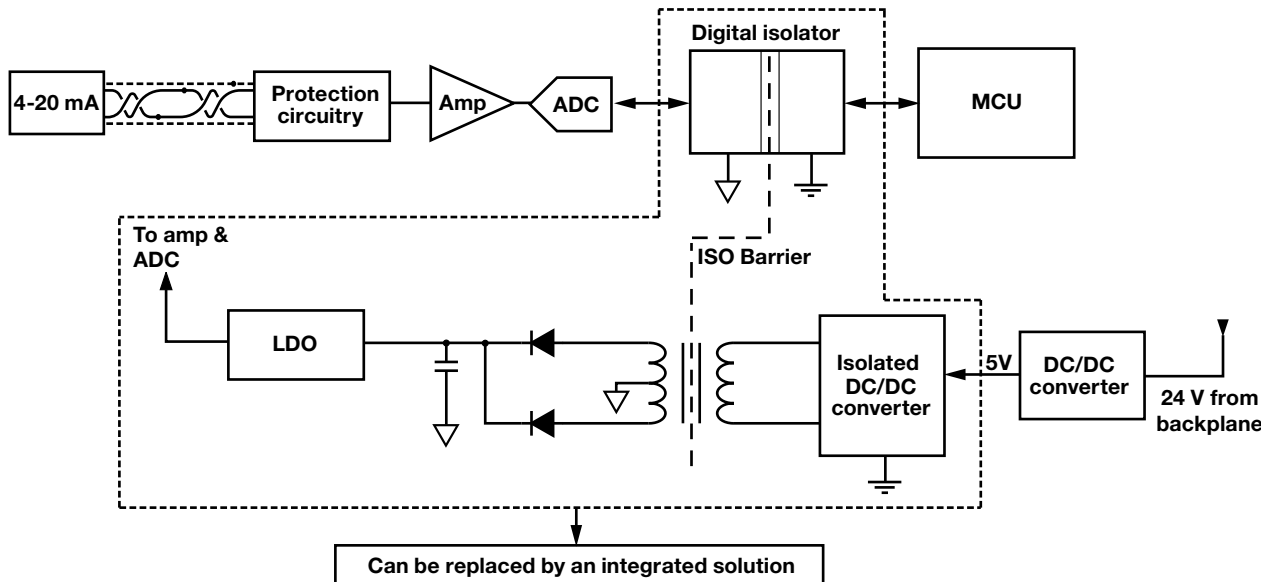 Digital isolator
4-20 mA
Protection
circuitry
Amp
ADC
MCU
To amp &
ADC
ISO Barrier
LDO
Isolated
DC/DC
converter
5V
DC/DC
converter
24 V from
backplane
Can be replaced by an integrated solution